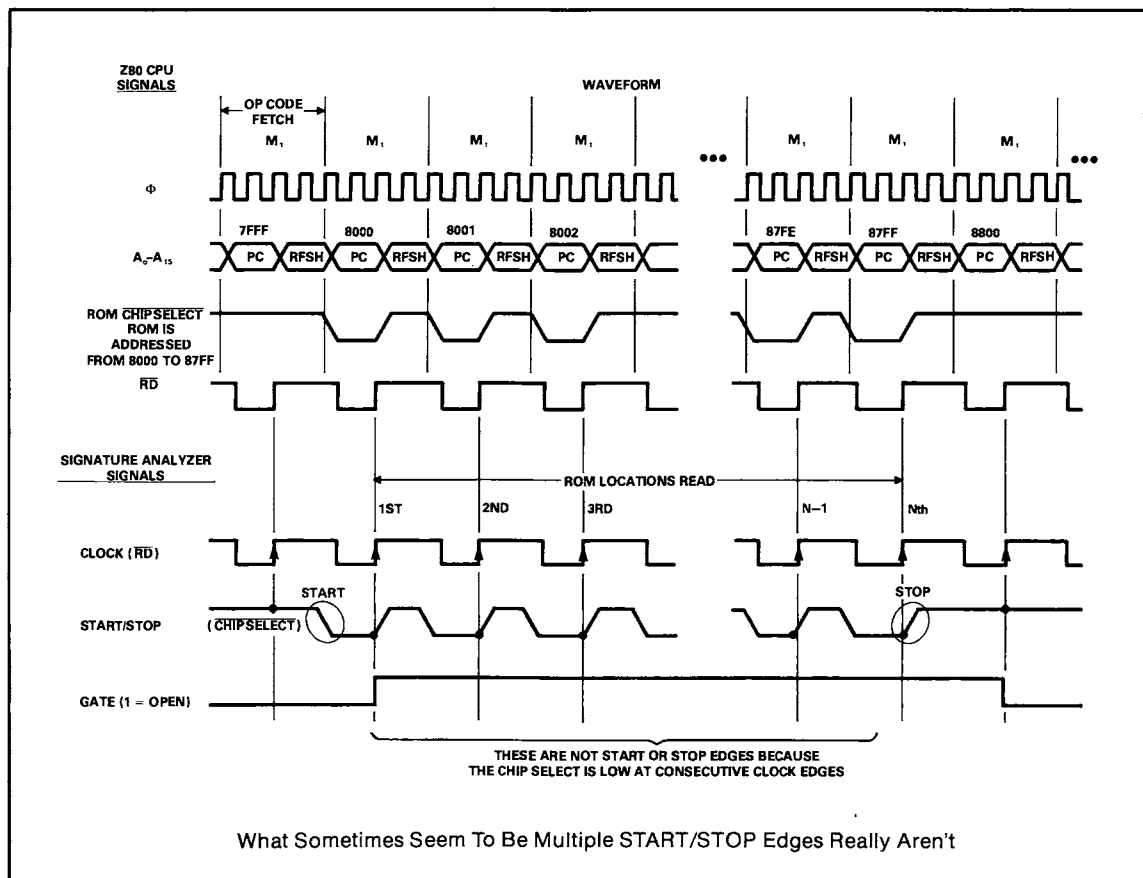 Z80 CPU
SIGNALS
WAVEFORM
OP CODE
FETCH
M₁ M₁ M₁ M₁ ••• M₁ M₁ M₁ •••
Φ
7FFF 8000 8001 8002 87FE 87FF 8800
A₀–A₁₅
PC RFSH PC RFSH PC RFSH PC RFSH PC RFSH PC RFSH PC RFSH
ROM CHIPSELECT
ROM IS
ADDRESSED
FROM 8000 TO 87FF
RD
SIGNATURE ANALYZER
SIGNALS
ROM LOCATIONS READ
1ST 2ND 3RD N–1 Nth
CLOCK (RD)
START STOP
START/STOP
(CHIPSELECT)
GATE (1 = OPEN)
THESE ARE NOT START OR STOP EDGES BECAUSE
THE CHIP SELECT IS LOW AT CONSECUTIVE CLOCK EDGES
What Sometimes Seem To Be Multiple START/STOP Edges Really Aren't